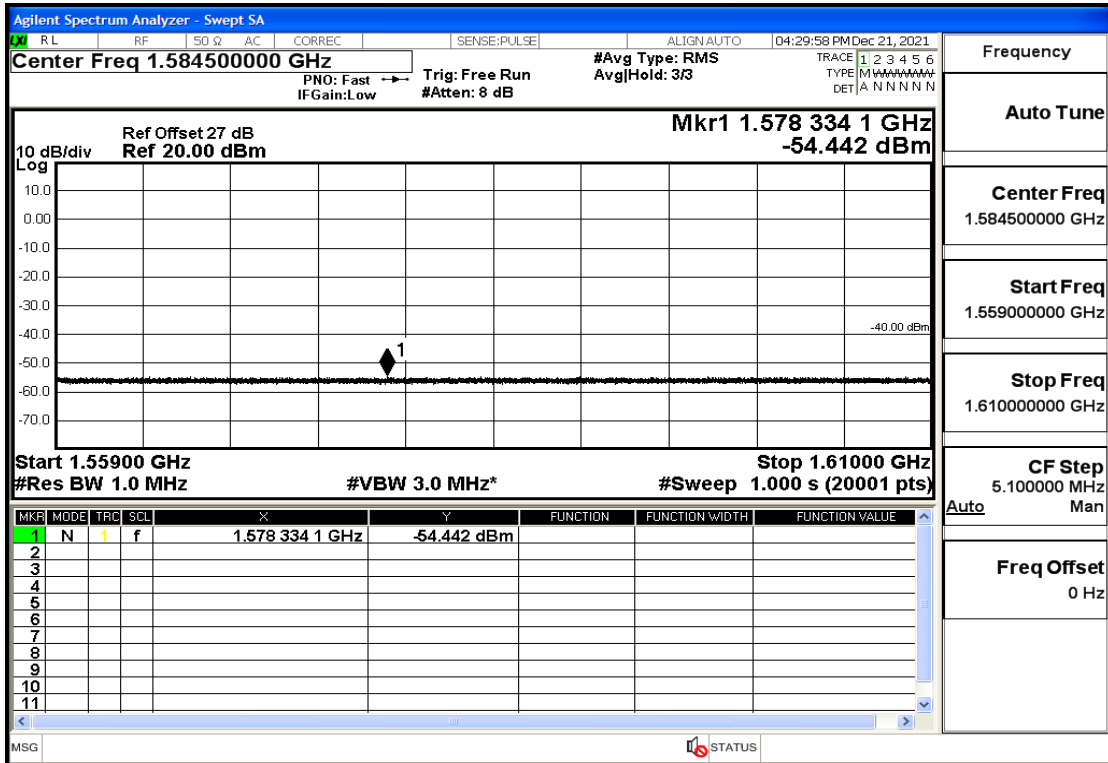 Agilent Spectrum Analyzer - Swept SA
LXI RL RF 50 Ω AC CORREC SENSE:PULSE ALIGN AUTO 04:29:58 PM Dec 21, 2021
Center Freq 1.584500000 GHz
PNO: Fast
IFGain:Low
Trig: Free Run
#Atten: 8 dB
#Avg Type: RMS
Avg|Hold: 3/3
TRACE 1 2 3 4 5 6
TYPE M WWWWW
DET A N N N N N
Ref Offset 27 dB
10 dB/div Ref 20.00 dBm
Log
Mkr1 1.578 334 1 GHz
-54.442 dBm
10.0
0.00
-10.0
-20.0
-30.0
-40.0
-50.0
-60.0
-70.0
-40.00 dBm
1
Start 1.55900 GHz Stop 1.61000 GHz
#Res BW 1.0 MHz #VBW 3.0 MHz* #Sweep 1.000 s (20001 pts)
MKR MODE TRC SCL X Y FUNCTION FUNCTION WIDTH FUNCTION VALUE
1 N 1 f 1.578 334 1 GHz -54.442 dBm
2
3
4
5
6
7
8
9
10
11
MSG STATUS
Frequency
Auto Tune
Center Freq
1.584500000 GHz
Start Freq
1.559000000 GHz
Stop Freq
1.610000000 GHz
CF Step
5.100000 MHz
Auto Man
Freq Offset
0 Hz